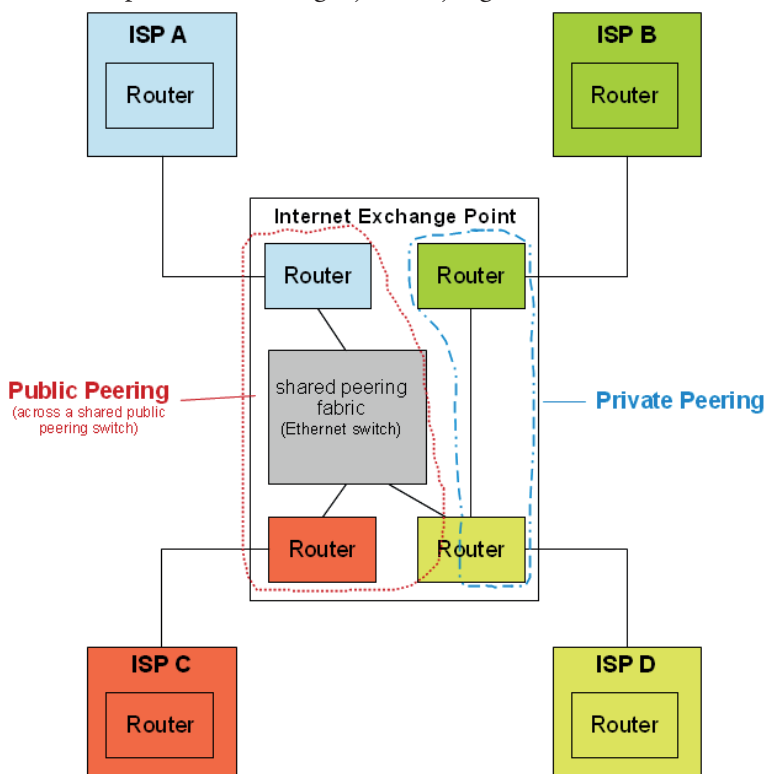 ISP A
Router
ISP B
Router
Internet Exchange Point
Router
Router
shared peering
fabric
(Ethernet switch)
Public Peering
(across a shared public
peering switch)
Private Peering
Router
Router
ISP C
Router
ISP D
Router